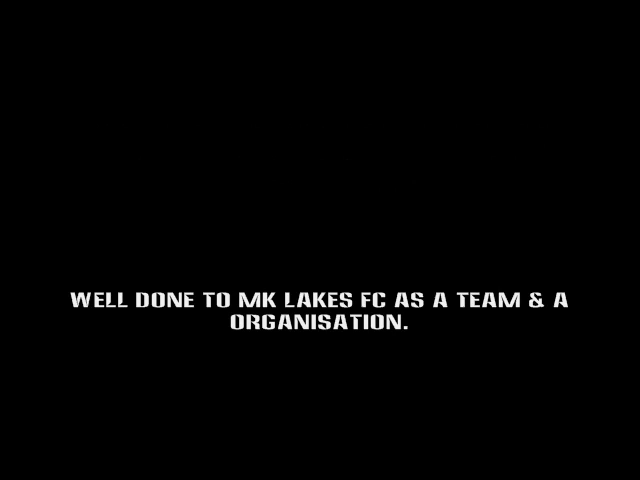 WELL DONE TO MK LAKES FC AS A TEAM & A
ORGANISATION.